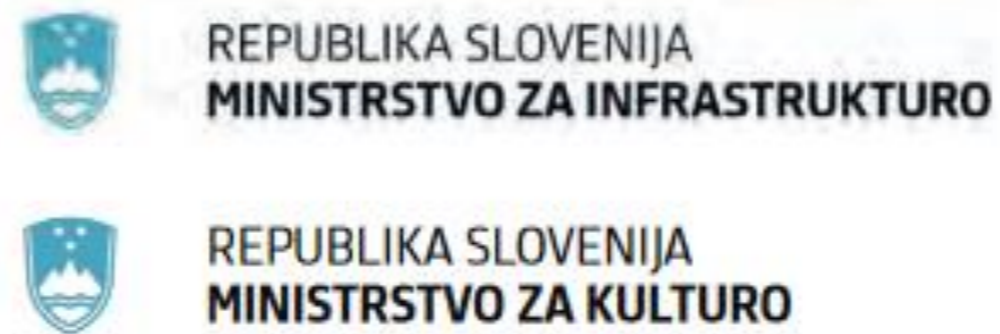 REPUBLIKA SLOVENIJA
MINISTRSTVO ZA INFRASTRUKTURO
REPUBLIKA SLOVENIJA
MINISTRSTVO ZA KULTURO